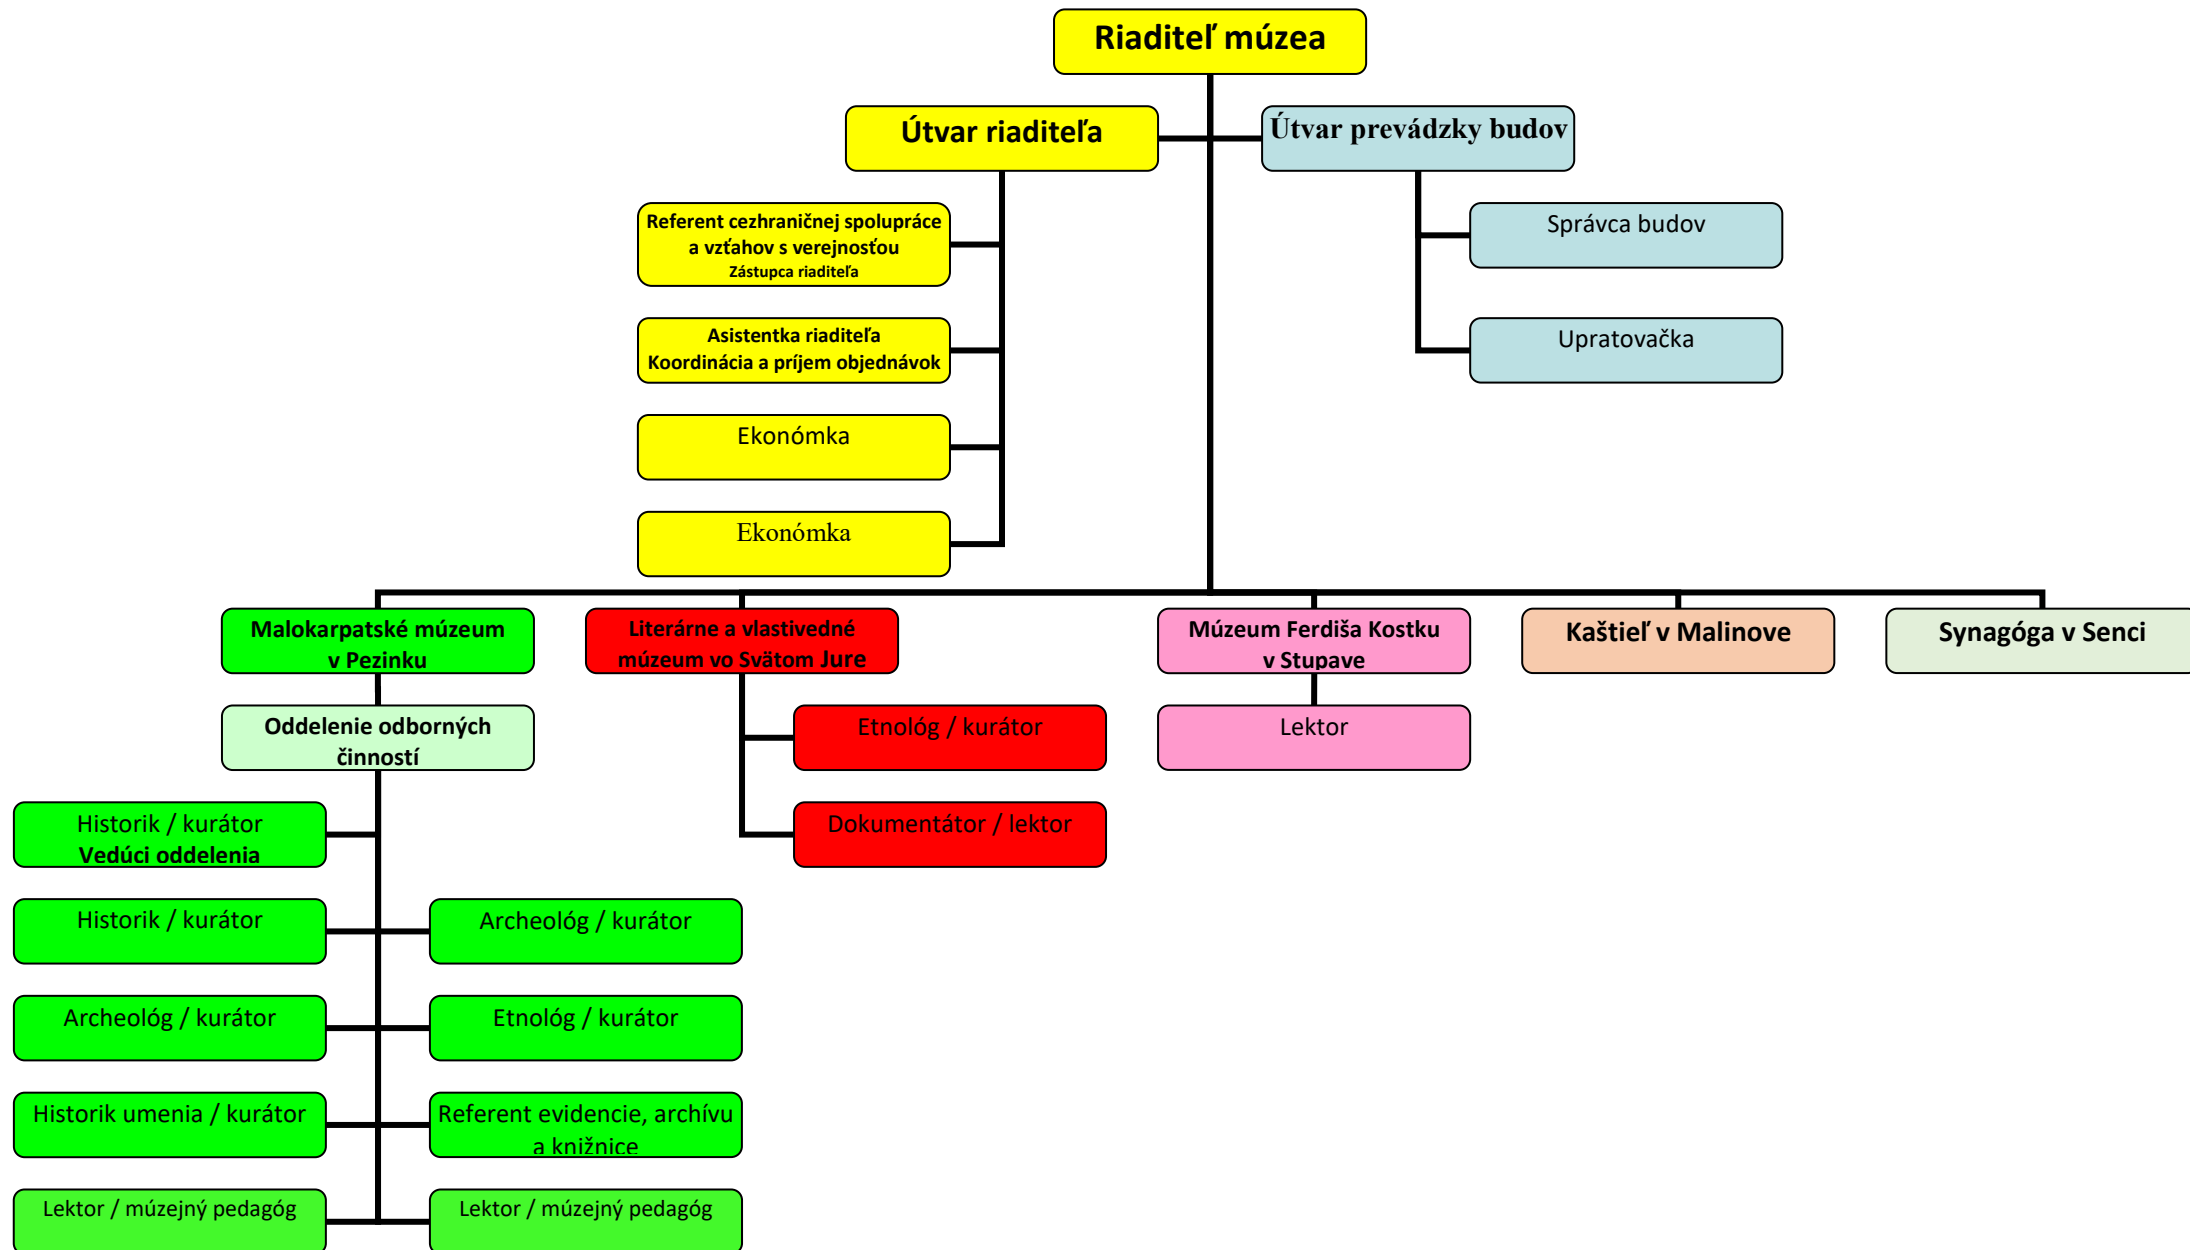 Riaditeľ múzea
Útvar riaditeľa
Útvar prevádzky budov
Referent cezhraničnej spolupráce
a vzťahov s verejnosťou
Zástupca riaditeľa
Správca budov
Asistentka riaditeľa
Koordinácia a príjem objednávok
Upratovačka
Ekonómka
Ekonómka
Malokarpatské múzeum
v Pezinku
Literárne a vlastivedné
múzeum vo Svätom Jure
Múzeum Ferdiša Kostku
v Stupave
Kaštieľ v Malinove
Synagóga v Senci
Oddelenie odborných
činností
Etnológ / kurátor
Lektor
Historik / kurátor
Vedúci oddelenia
Dokumentátor / lektor
Historik / kurátor
Archeológ / kurátor
Archeológ / kurátor
Etnológ / kurátor
Historik umenia / kurátor
Referent evidencie, archívu
a knižnice
Lektor / múzejný pedagóg
Lektor / múzejný pedagóg